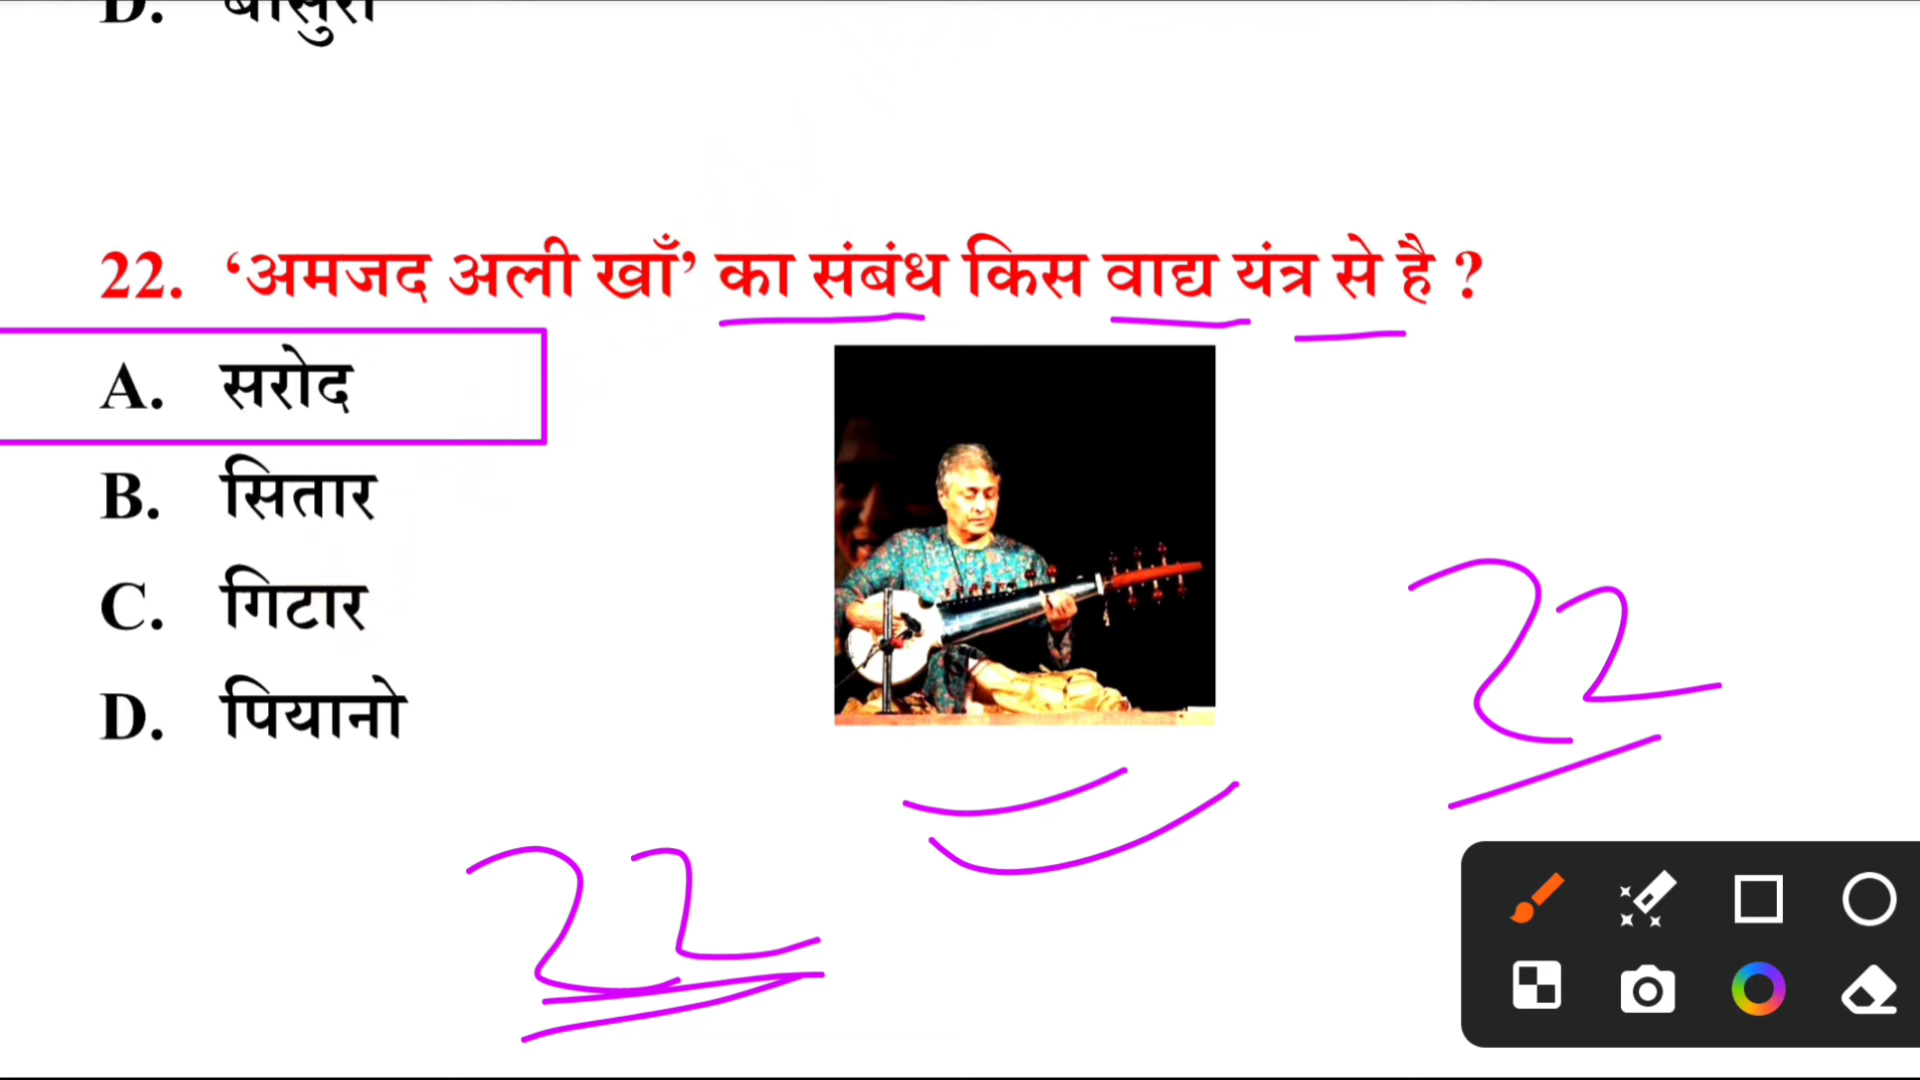 D. बाँसुरी
22. ‘अमजद अली खाँ’ का संबंध किस वाद्य यंत्र से है ?
A. सरोद
B. सितार
C. गिटार
D. पियानो
22
22